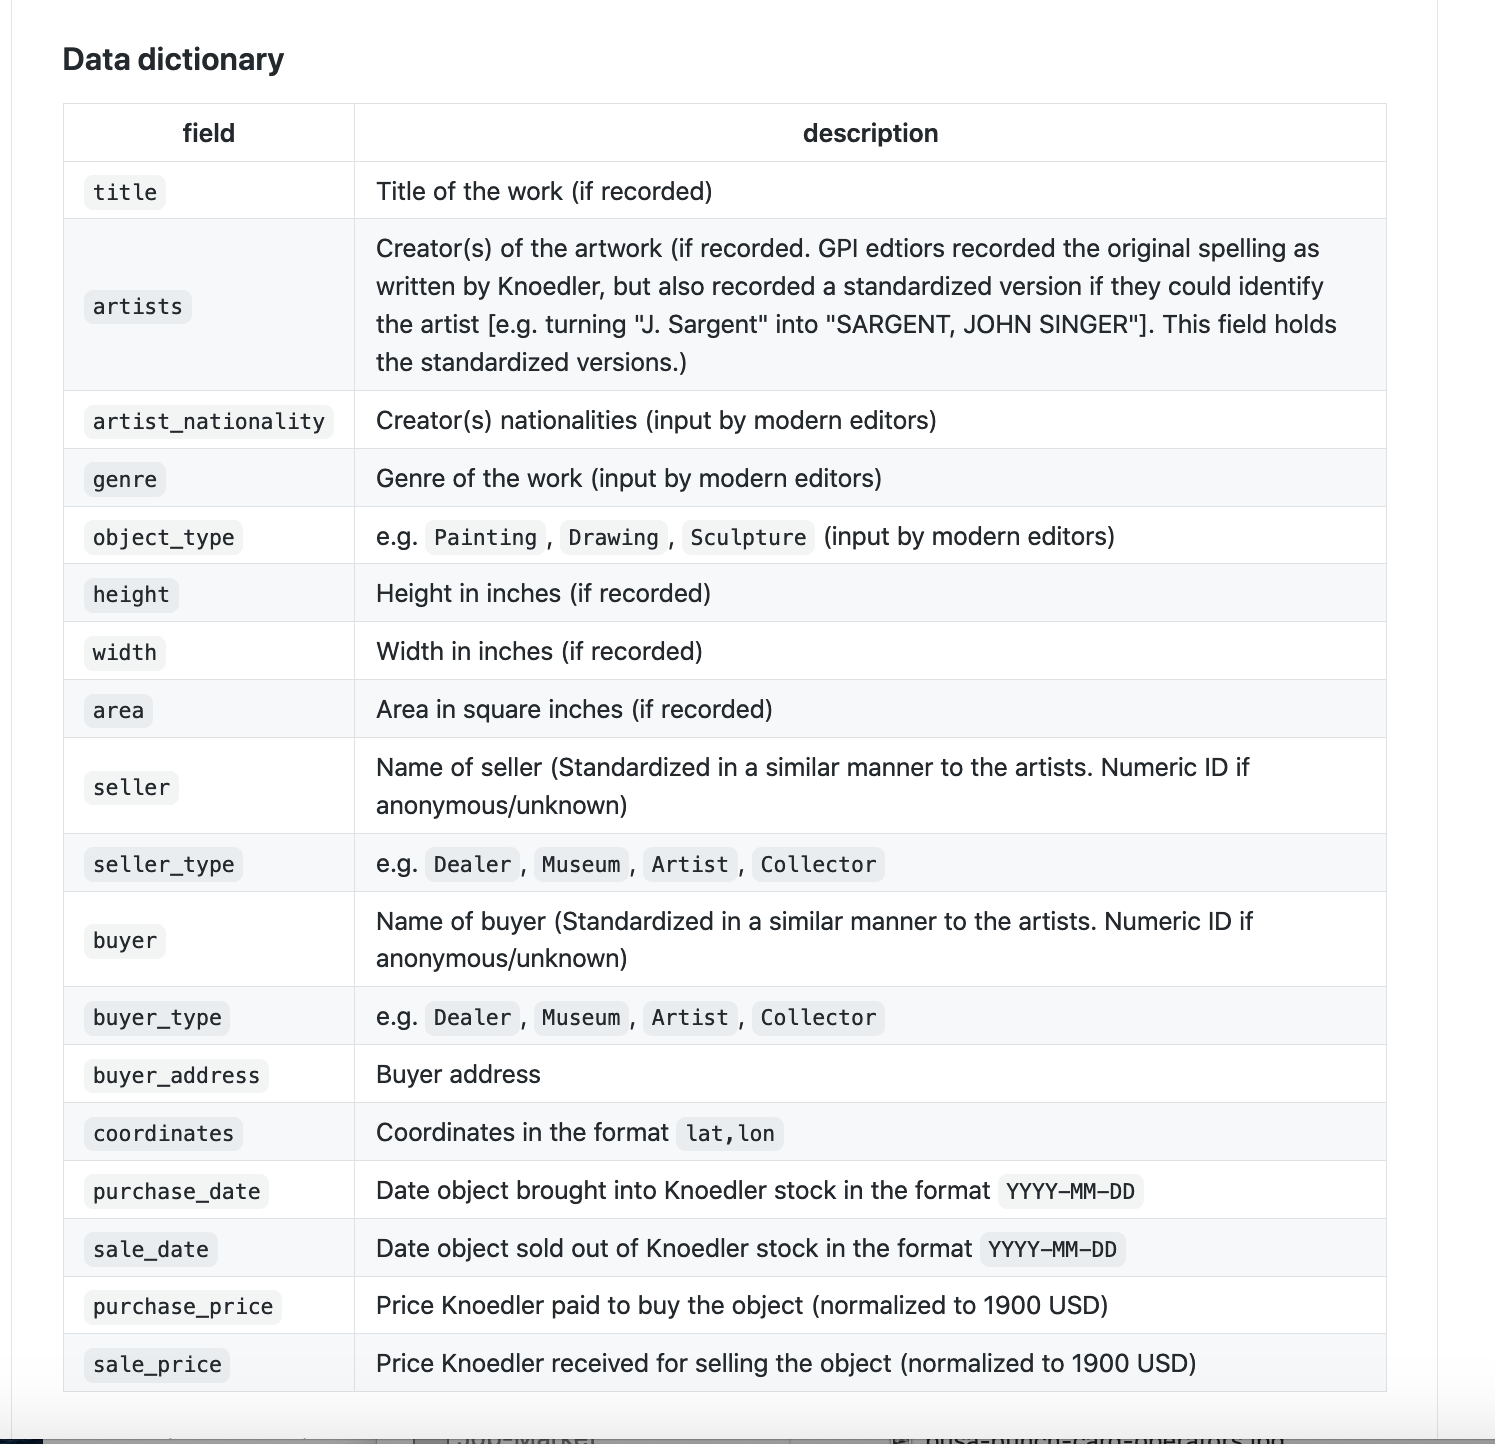 Data dictionary
field description
title Title of the work (if recorded)
Creator(s) of the artwork (if recorded. GPI edtiors recorded the original spelling as
written by Knoedler, but also recorded a standardized version if they could identify
artists the artist [e.g. turning "J. Sargent" into "SARGENT, JOHN SINGER"]. This field holds
the standardized versions.)
artist_nationality Creator(s) nationalities (input by modern editors)
genre Genre of the work (input by modern editors)
object_type e.g. Painting, Drawing, Sculpture (input by modern editors)
height Height in inches (if recorded)
width Width in inches (if recorded)
area Area in square inches (if recorded)
seller Name of seller (Standardized in a similar manner to the artists. Numeric ID if
anonymous/unknown)
seller_type e.g. Dealer, Museum, Artist, Collector
buyer Name of buyer (Standardized in a similar manner to the artists. Numeric ID if
anonymous/unknown)
buyer_type e.g. Dealer, Museum, Artist, Collector
buyer_address Buyer address
coordinates Coordinates in the format lat,lon
purchase_date Date object brought into Knoedler stock in the format YYYY-MM-DD
sale_date Date object sold out of Knoedler stock in the format YYYY-MM-DD
purchase_price Price Knoedler paid to buy the object (normalized to 1900 USD)
sale_price Price Knoedler received for selling the object (normalized to 1900 USD)